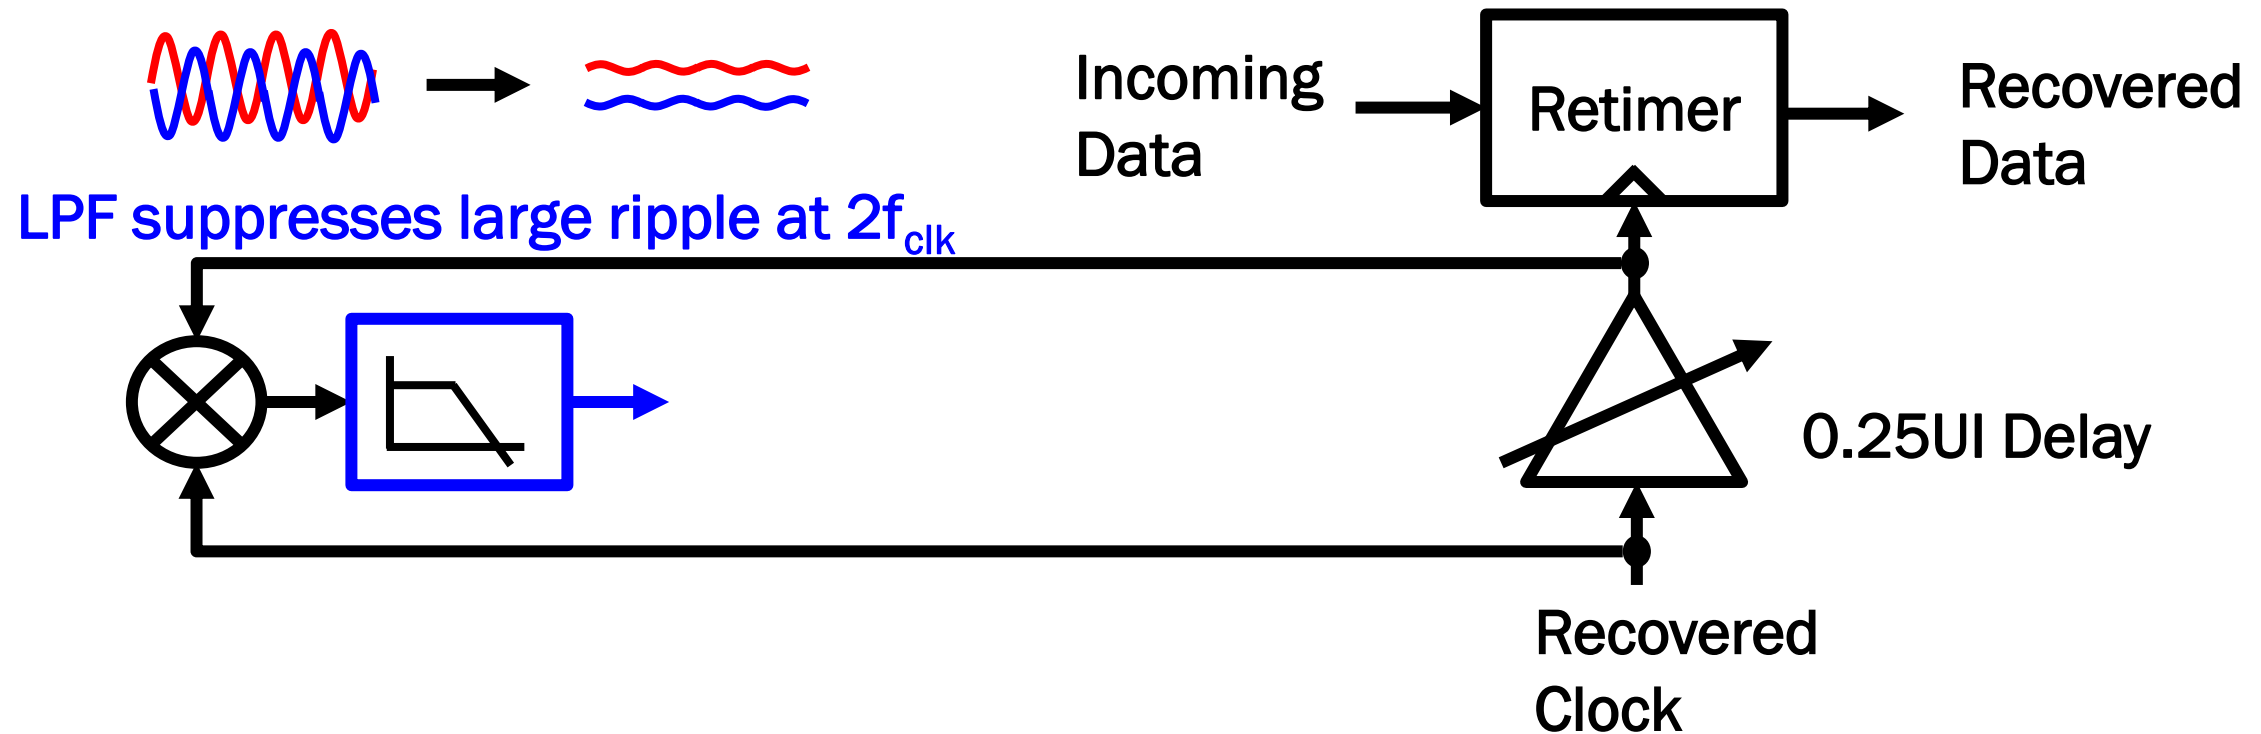 Incoming
Data
Retimer
Recovered
Data
LPF suppresses large ripple at 2fclk
0.25UI Delay
Recovered
Clock